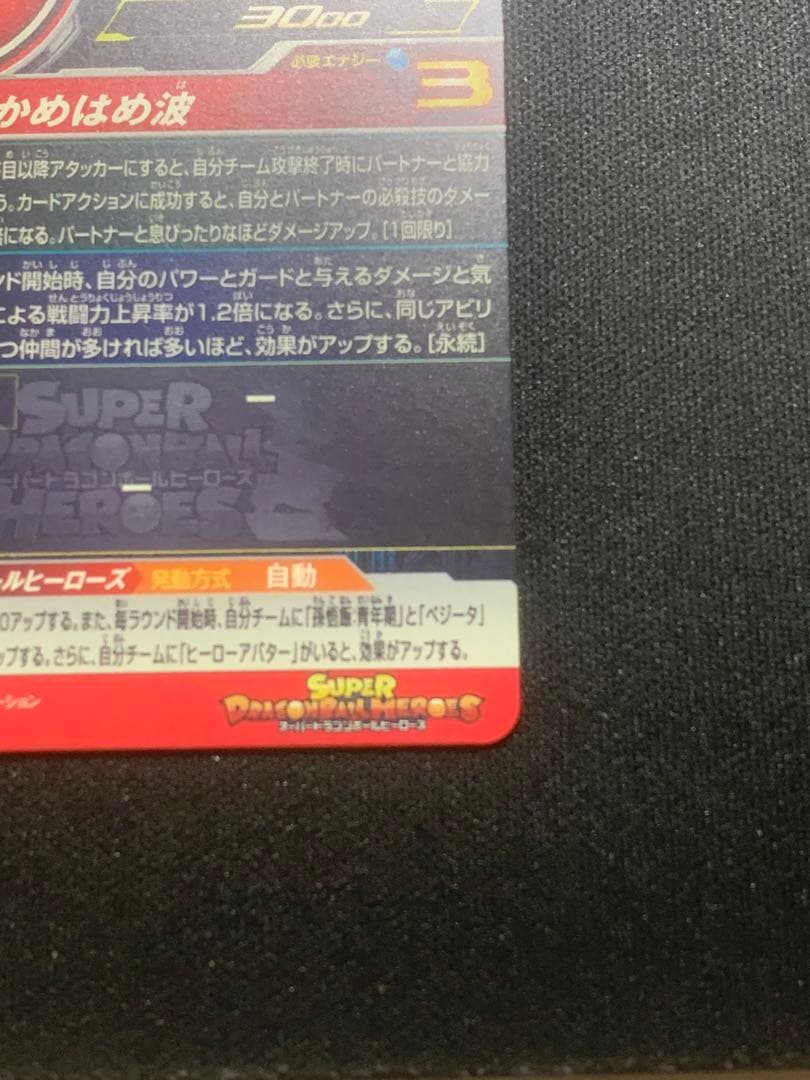 3000
必要エナジー 3
かめはめ波
目以降アタッカーにすると、自分チーム攻撃終了時にパートナーと協力
う。カードアクションに成功すると、自分とパートナーの必殺技のダメー
倍になる。パートナーと息ぴったりなほどダメージアップ。[1回限り]
ンド開始時、自分のパワーとガードと与えるダメージと気
による戦闘力上昇率が1.2倍になる。さらに、同じアビリ
つ仲間が多ければ多いほど、効果がアップする。[永続]
SUPER
DRAGONBALL
スーパードラゴンボールヒーローズ
HEROES
ールヒーローズ 発動方式 自動
0アップする。また、毎ラウンド開始時、自分チームに「孫悟飯:青年期」と「ベジータ」
ップする。さらに、自分チームに「ヒーローアバター」がいると、効果がアップする。
ーション
SUPER
DRAGONBALL HEROES
スーパードラゴンボールヒーローズ